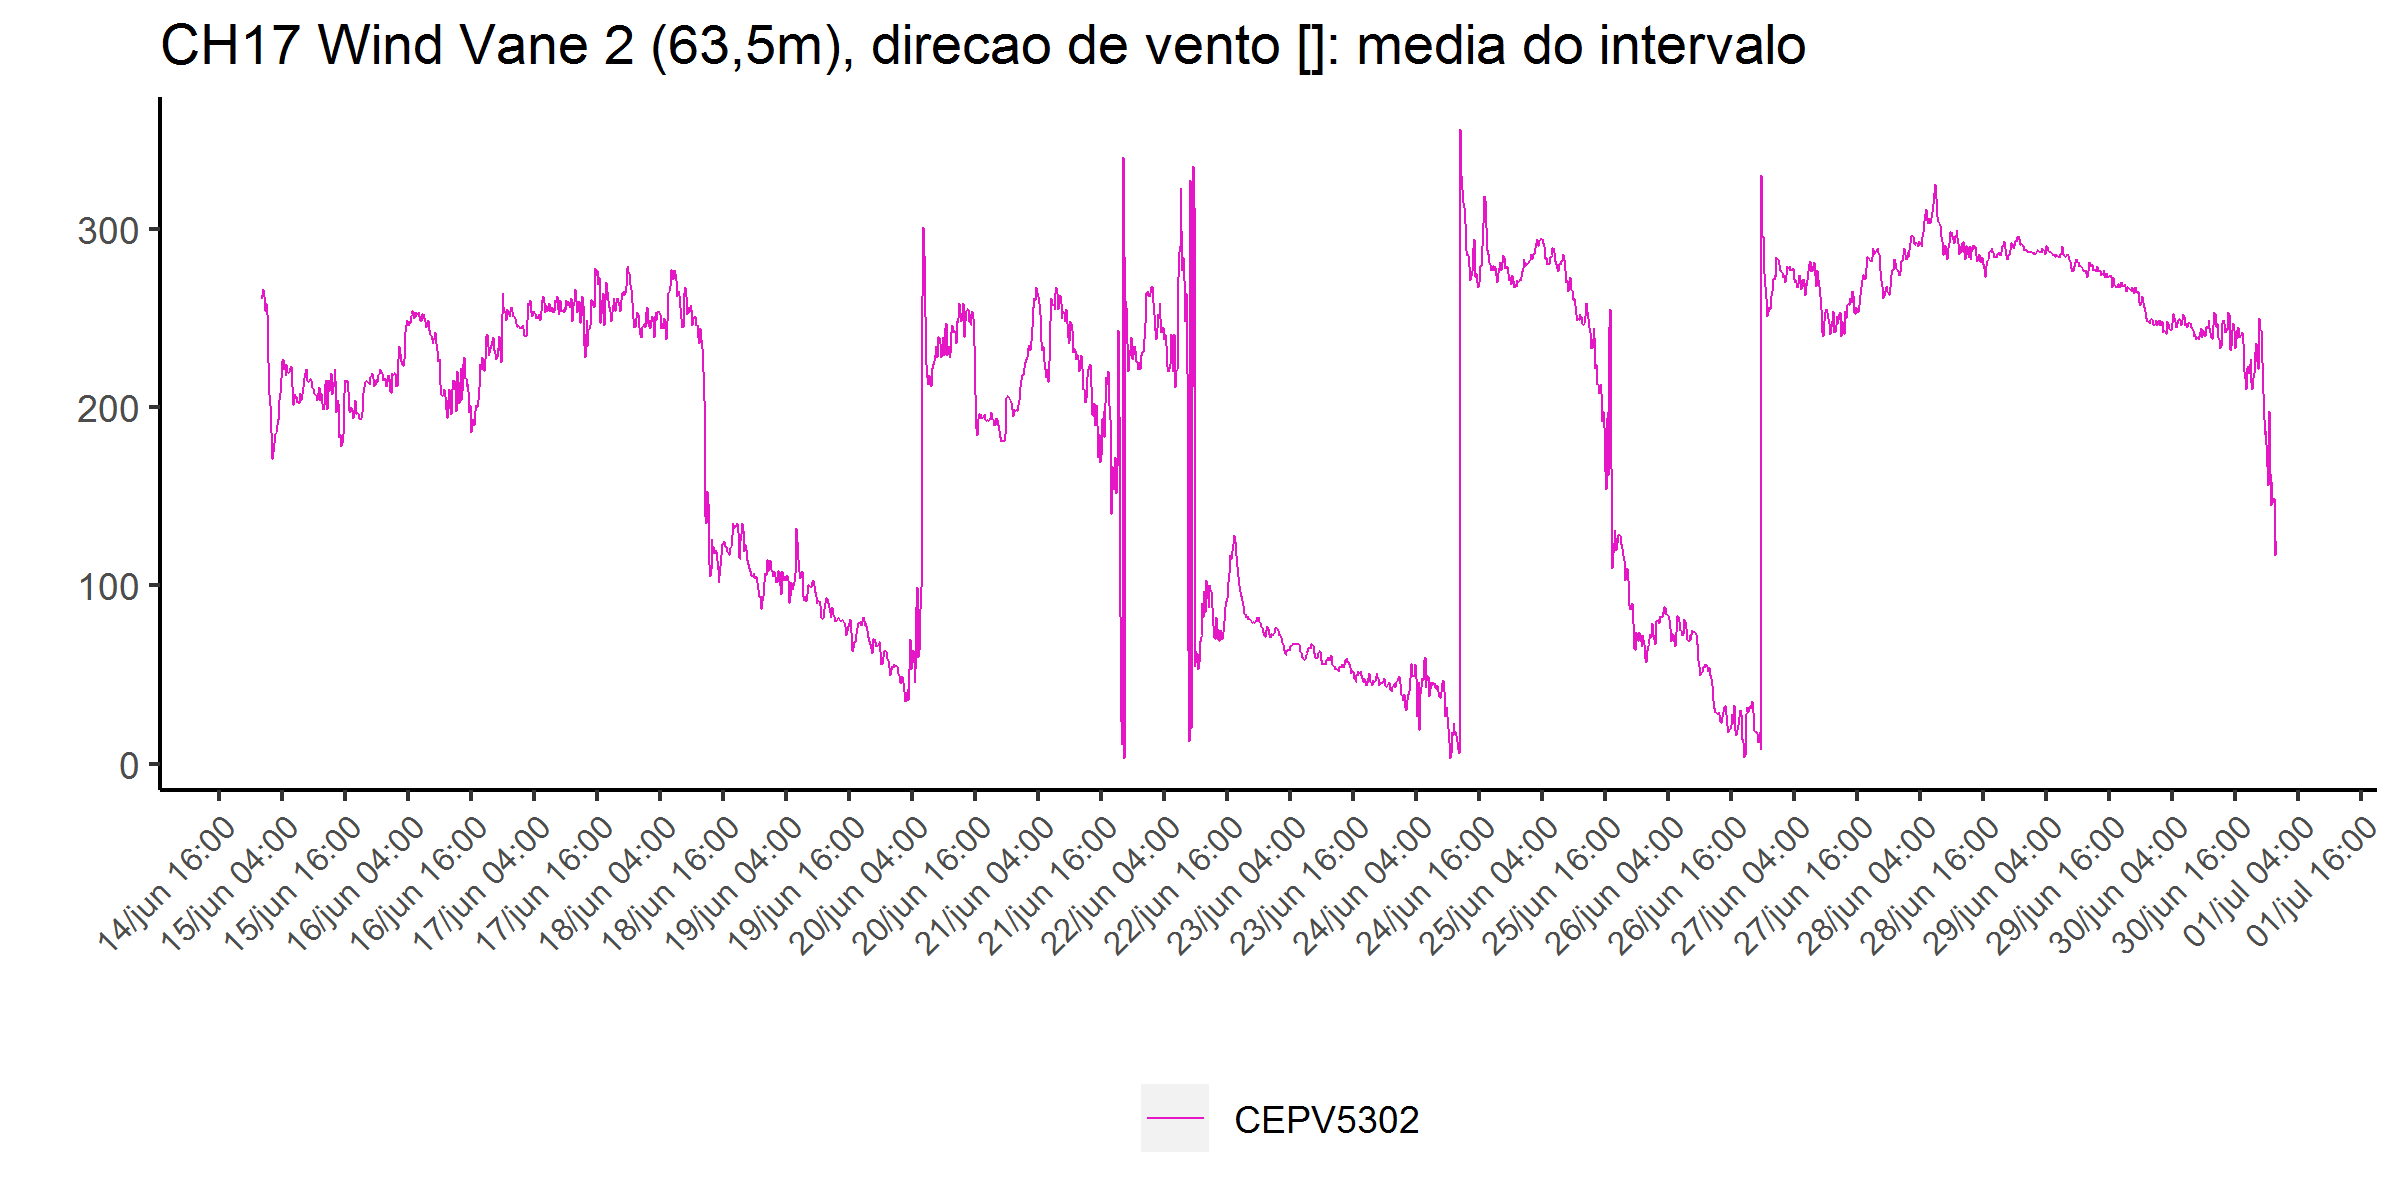 CH17 Wind Vane 2 (63,5m), direcao de vento []: media do intervalo
300
200
100
0
14/jun 16:00
15/jun 04:00
15/jun 16:00
16/jun 04:00
16/jun 16:00
17/jun 04:00
17/jun 16:00
18/jun 04:00
18/jun 16:00
19/jun 04:00
19/jun 16:00
20/jun 04:00
20/jun 16:00
21/jun 04:00
21/jun 16:00
22/jun 04:00
22/jun 16:00
23/jun 04:00
23/jun 16:00
24/jun 04:00
24/jun 16:00
25/jun 04:00
25/jun 16:00
26/jun 04:00
26/jun 16:00
27/jun 04:00
27/jun 16:00
28/jun 04:00
28/jun 16:00
29/jun 04:00
29/jun 16:00
30/jun 04:00
30/jun 16:00
01/jul 04:00
01/jul 16:00
CEPV5302